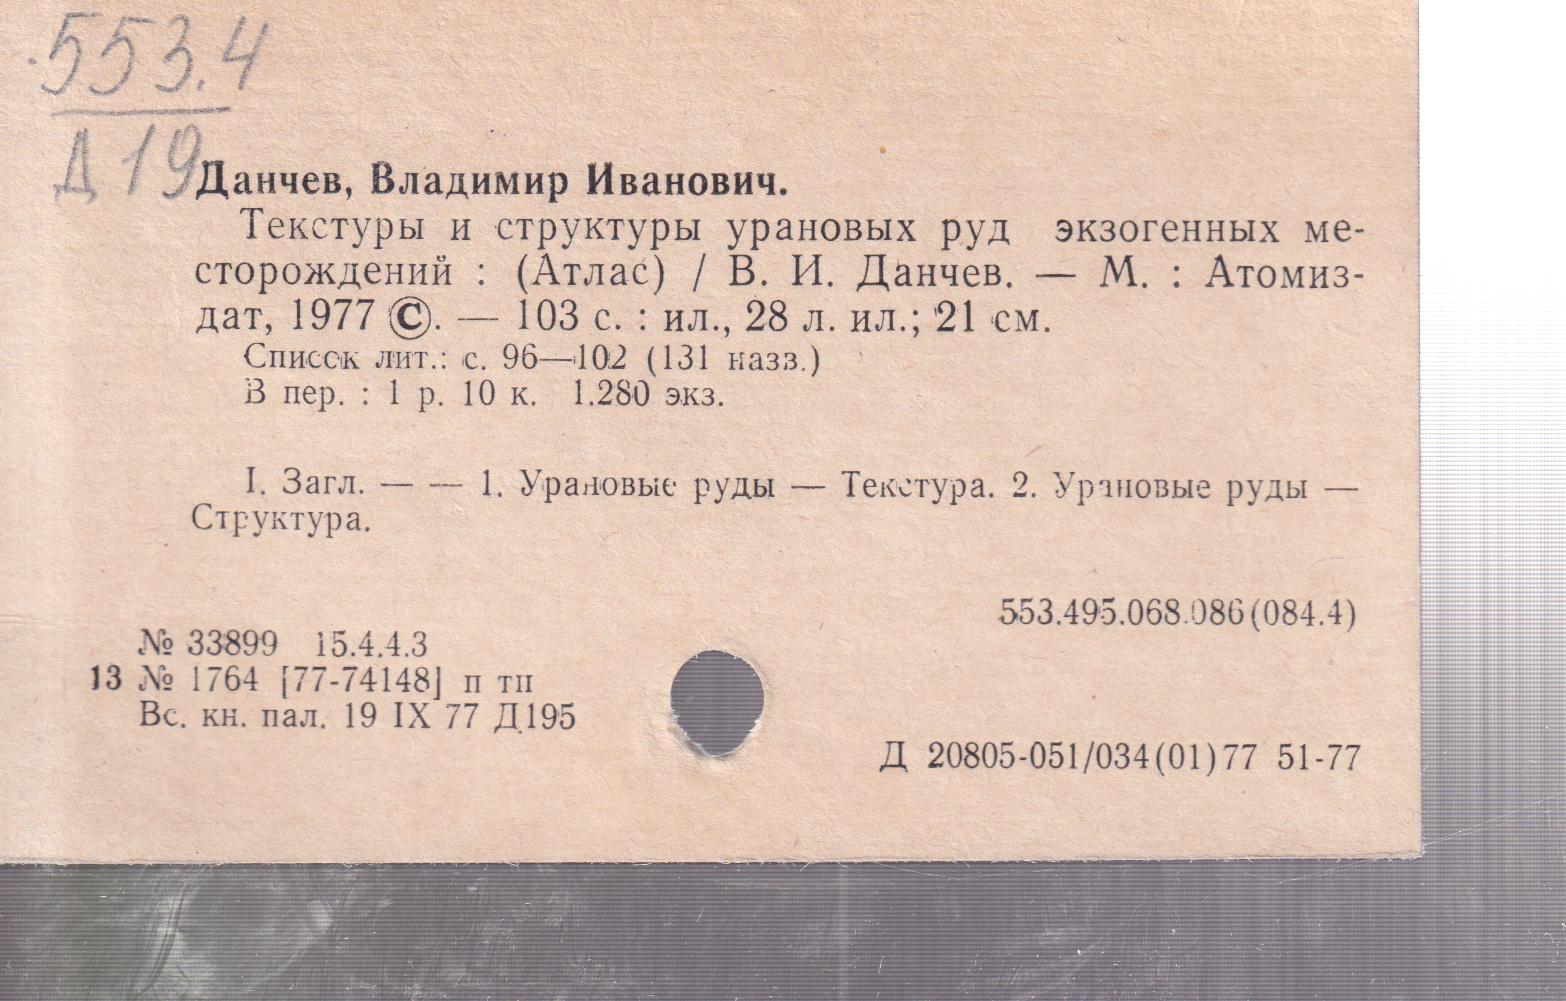 553.4
Д 19
Данчев, Владимир Иванович.
Текстуры и структуры урановых руд экзогенных ме-
сторождений : (Атлас) / В. И. Данчев. — М. : Атомиз-
дат, 1977 ©. — 103 с. : ил., 28 л. ил.; 21 см.
Список лит.: с. 96—102 (131 назв.)
В пер. : 1 р. 10 к. 1.280 экз.
I. Загл. — — 1. Урановые руды — Текстура. 2. Урановые руды —
Структура.
553.495.068.086(084.4)
№ 33899 15.4.4.3
13 № 1764 [77-74148] п тп
Вс. кн. пал. 19 IX 77 Д195
Д 20805-051/034(01)77 51-77